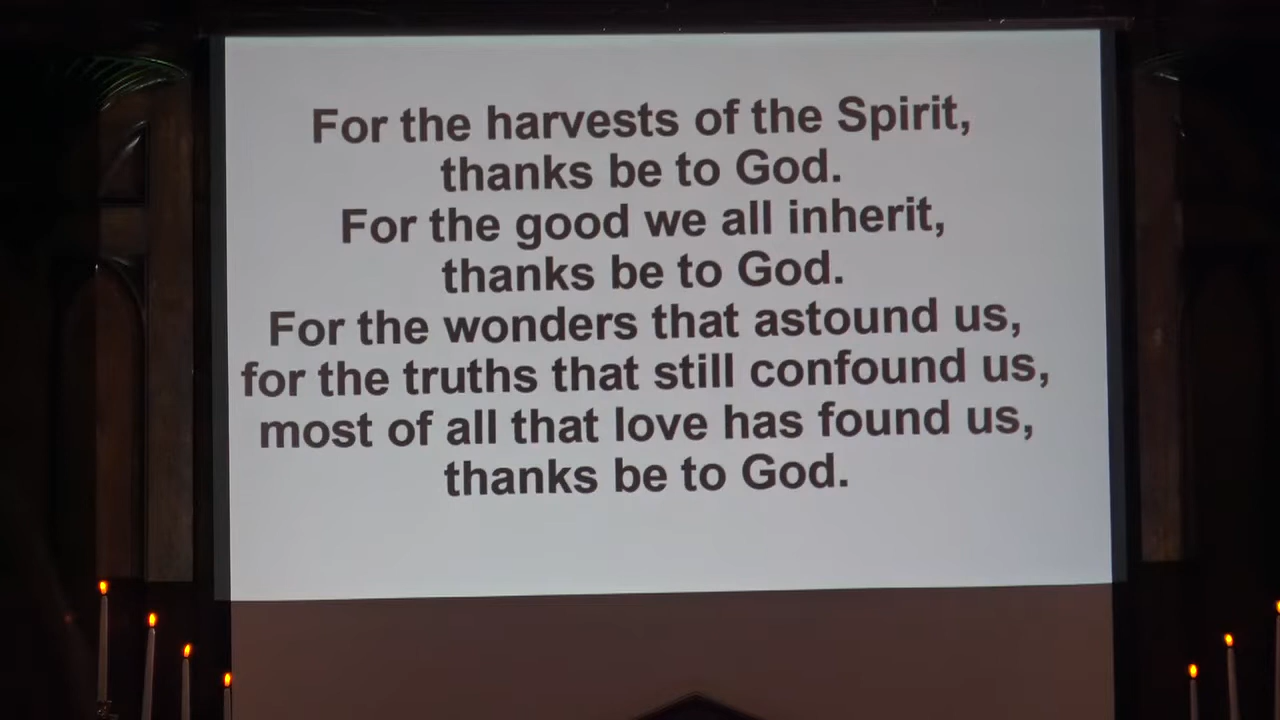 For the harvests of the Spirit,
thanks be to God.
For the good we all inherit,
thanks be to God.
For the wonders that astound us,
for the truths that still confound us,
most of all that love has found us,
thanks be to God.